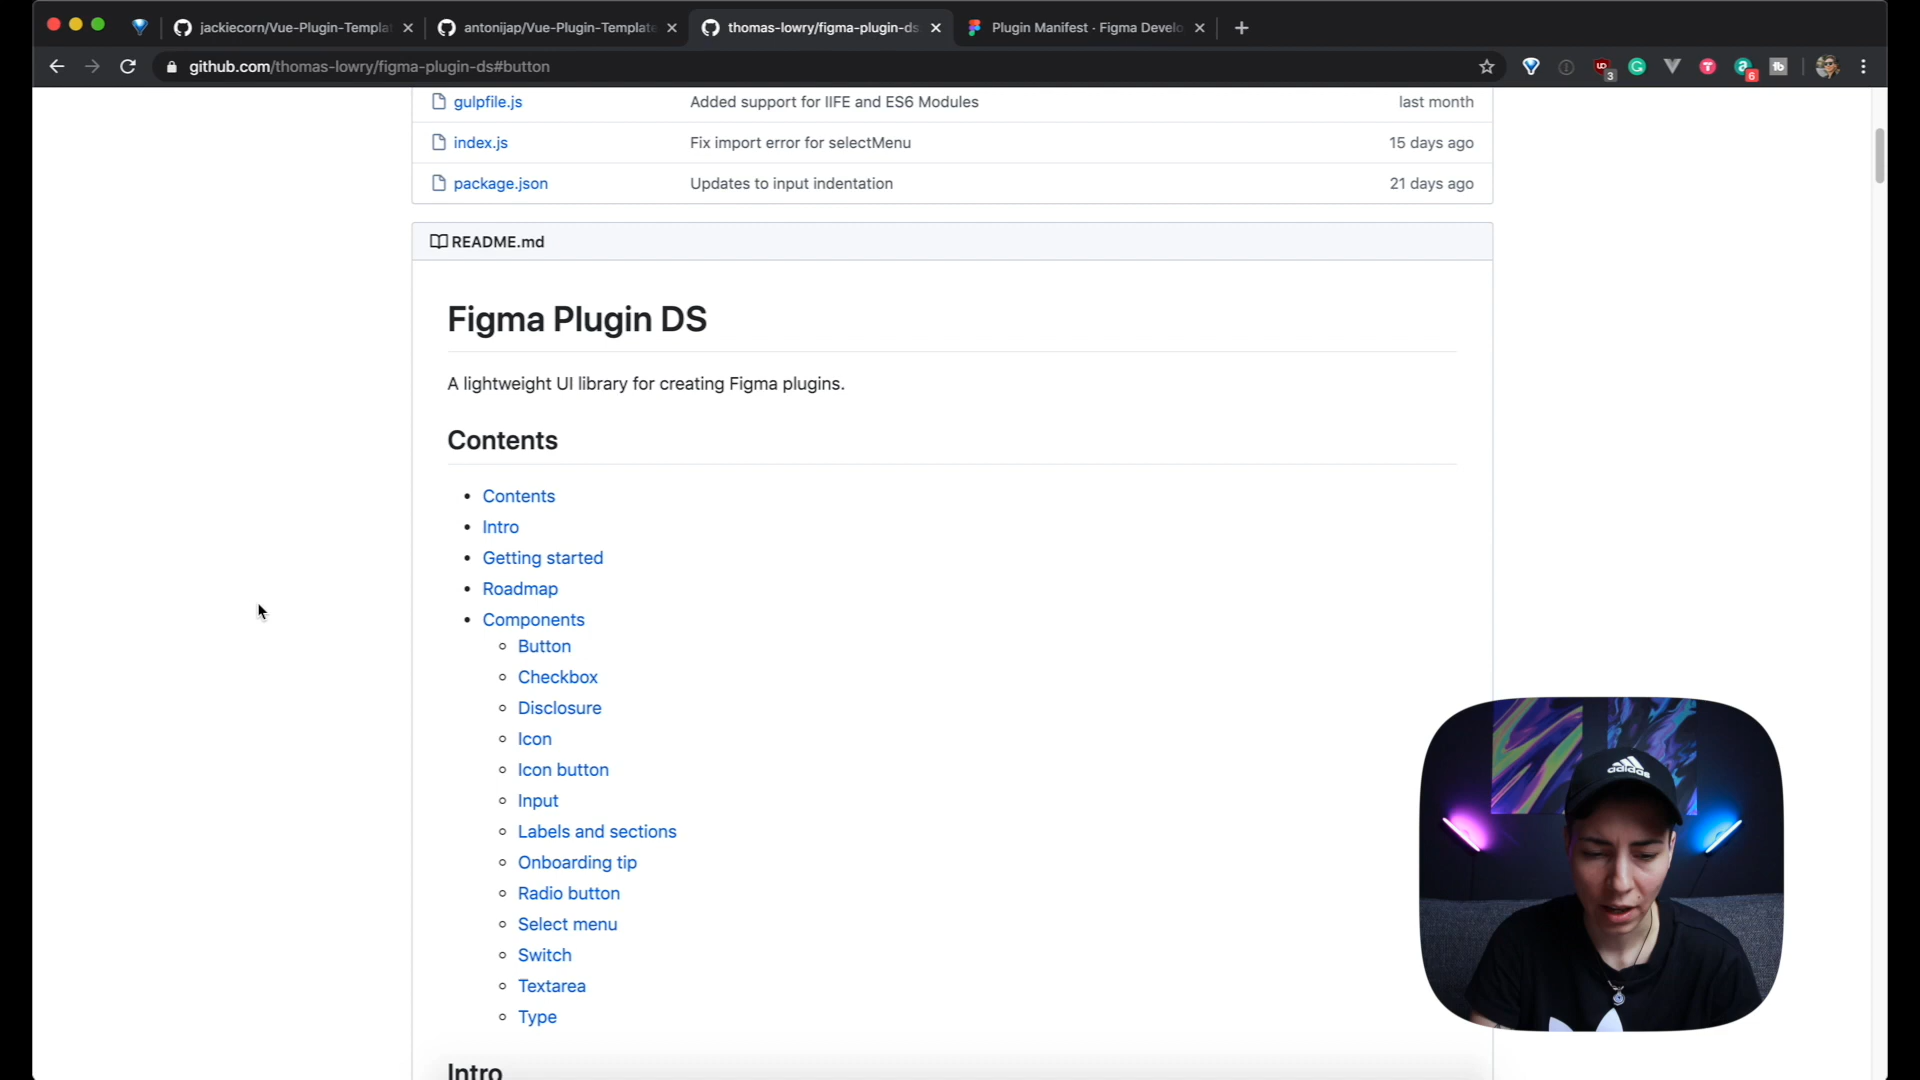 jackiecorn/Vue-Plugin-Templat
antonijap/Vue-Plugin-Template
thomas-lowry/figma-plugin-ds
Plugin Manifest · Figma Develo
github.com/thomas-lowry/figma-plugin-ds#button
3
6
gulpfile.js Added support for IIFE and ES6 Modules last month
index.js Fix import error for selectMenu 15 days ago
package.json Updates to input indentation 21 days ago
README.md
Figma Plugin DS
A lightweight UI library for creating Figma plugins.
Contents
• Contents
• Intro
• Getting started
• Roadmap
• Components
◦ Button
◦ Checkbox
◦ Disclosure
◦ Icon
◦ Icon button
◦ Input
◦ Labels and sections
◦ Onboarding tip
◦ Radio button
◦ Select menu
◦ Switch
◦ Textarea
◦ Type
Intro
adidas